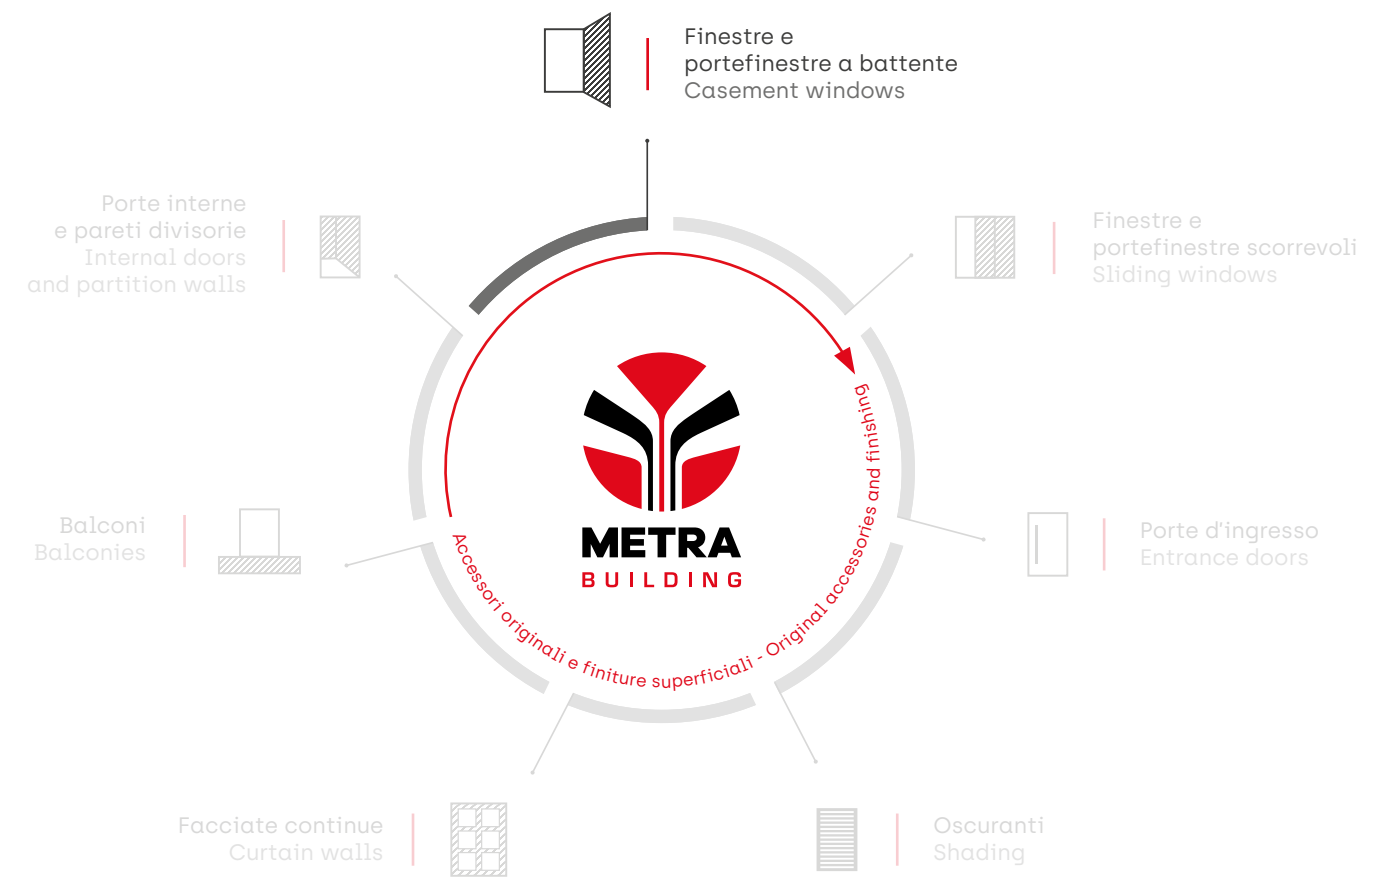 Finestre e
portefinestre a battente
Casement windows
Porte interne
e pareti divisorie
Internal doors
and partition walls
Finestre e
portefinestre scorrevoli
Sliding windows
METRA
BUILDING
Accessori originali e finiture superficiali - Original accessories and finishing
Balconi
Balconies
Porte d'ingresso
Entrance doors
Facciate continue
Curtain walls
Oscuranti
Shading